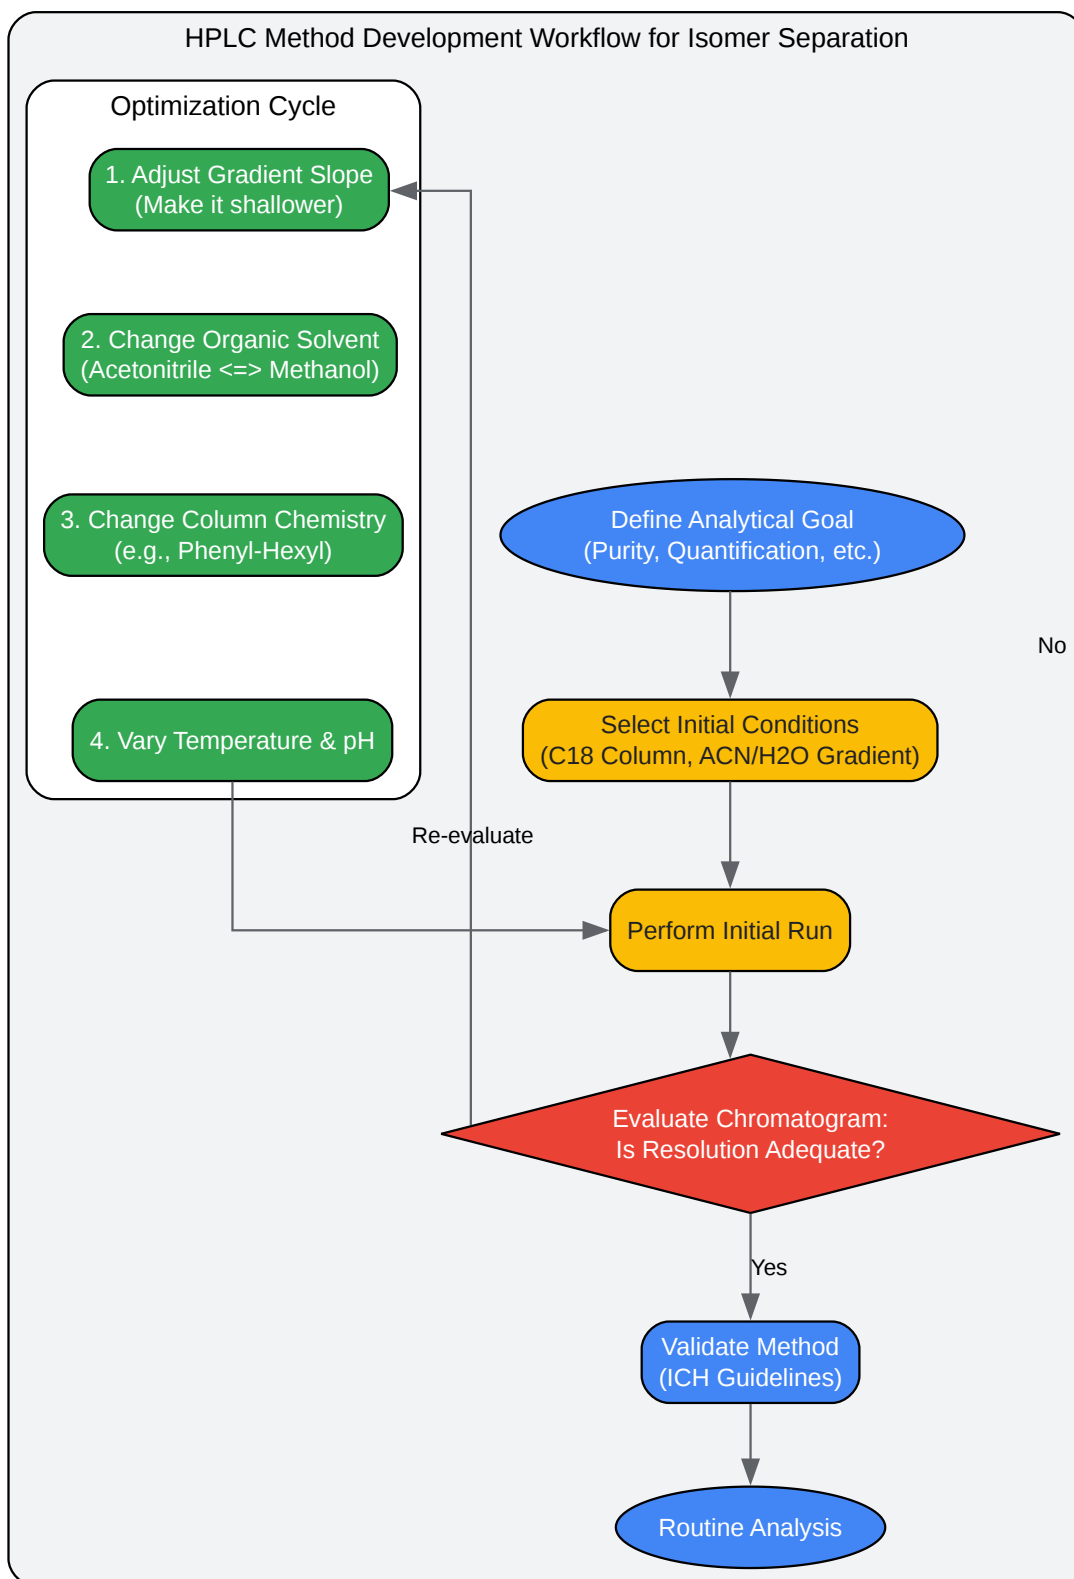 HPLC Method Development Workflow for Isomer Separation
Optimization Cycle
1. Adjust Gradient Slope
(Make it shallower)
2. Change Organic Solvent
(Acetonitrile <=> Methanol)
3. Change Column Chemistry
(e.g., Phenyl-Hexyl)
4. Vary Temperature & pH
Define Analytical Goal
(Purity, Quantification, etc.)
No
Select Initial Conditions
(C18 Column, ACN/H2O Gradient)
Re-evaluate
Perform Initial Run
Evaluate Chromatogram:
Is Resolution Adequate?
Yes
Validate Method
(ICH Guidelines)
Routine Analysis